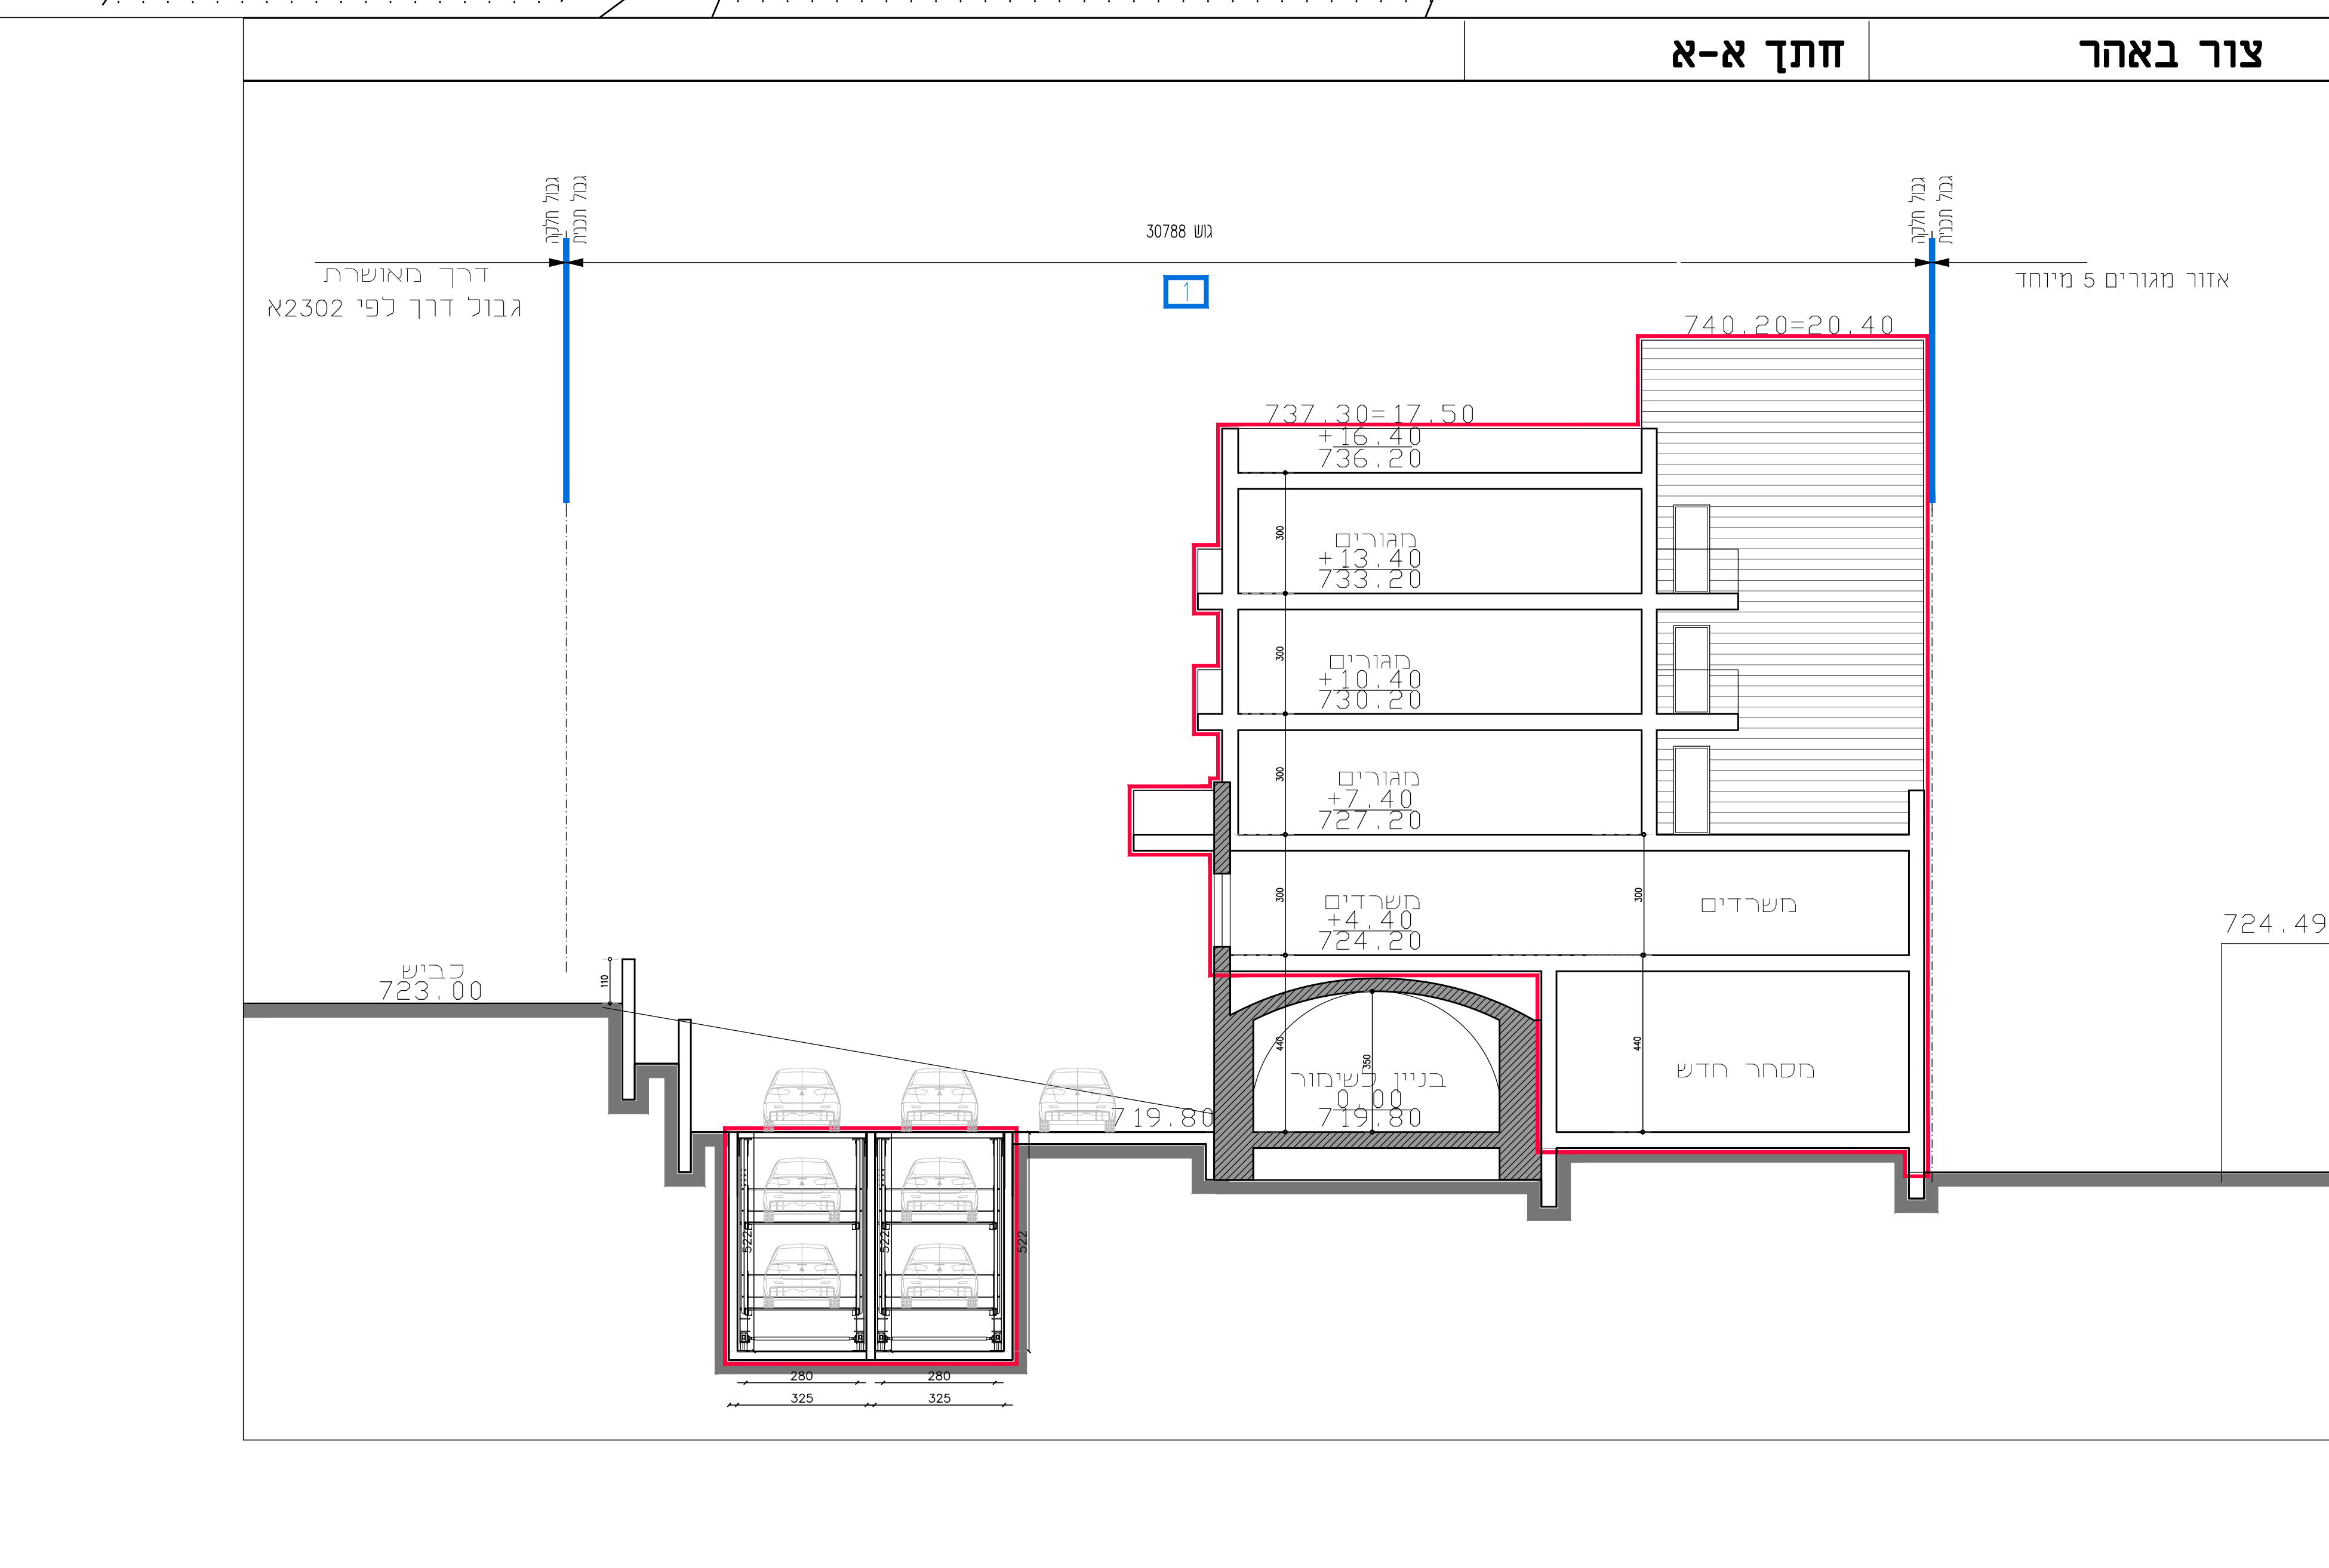 צור באהר
חתך א-א
גבול חלקה
גבול תכנית
גבול חלקה
גבול תכנית
גוש 30788
דרך מאושרת
גבול דרך לפי 2302א
אזור מגורים 5 מיוחד
1
740.20=20.40
737.30=17.50
+16.40
736.20
300
מגורים
+13.40
733.20
300
מגורים
+10.40
730.20
300
מגורים
+7.40
727.20
300
משרדים
+4.40
724.20
300
משרדים
724.49
כביש
723.00
110
440
350
בניין לשימור
0.00
719.80
719.80
440
מסחר חדש
522
522
522
280
280
325
325